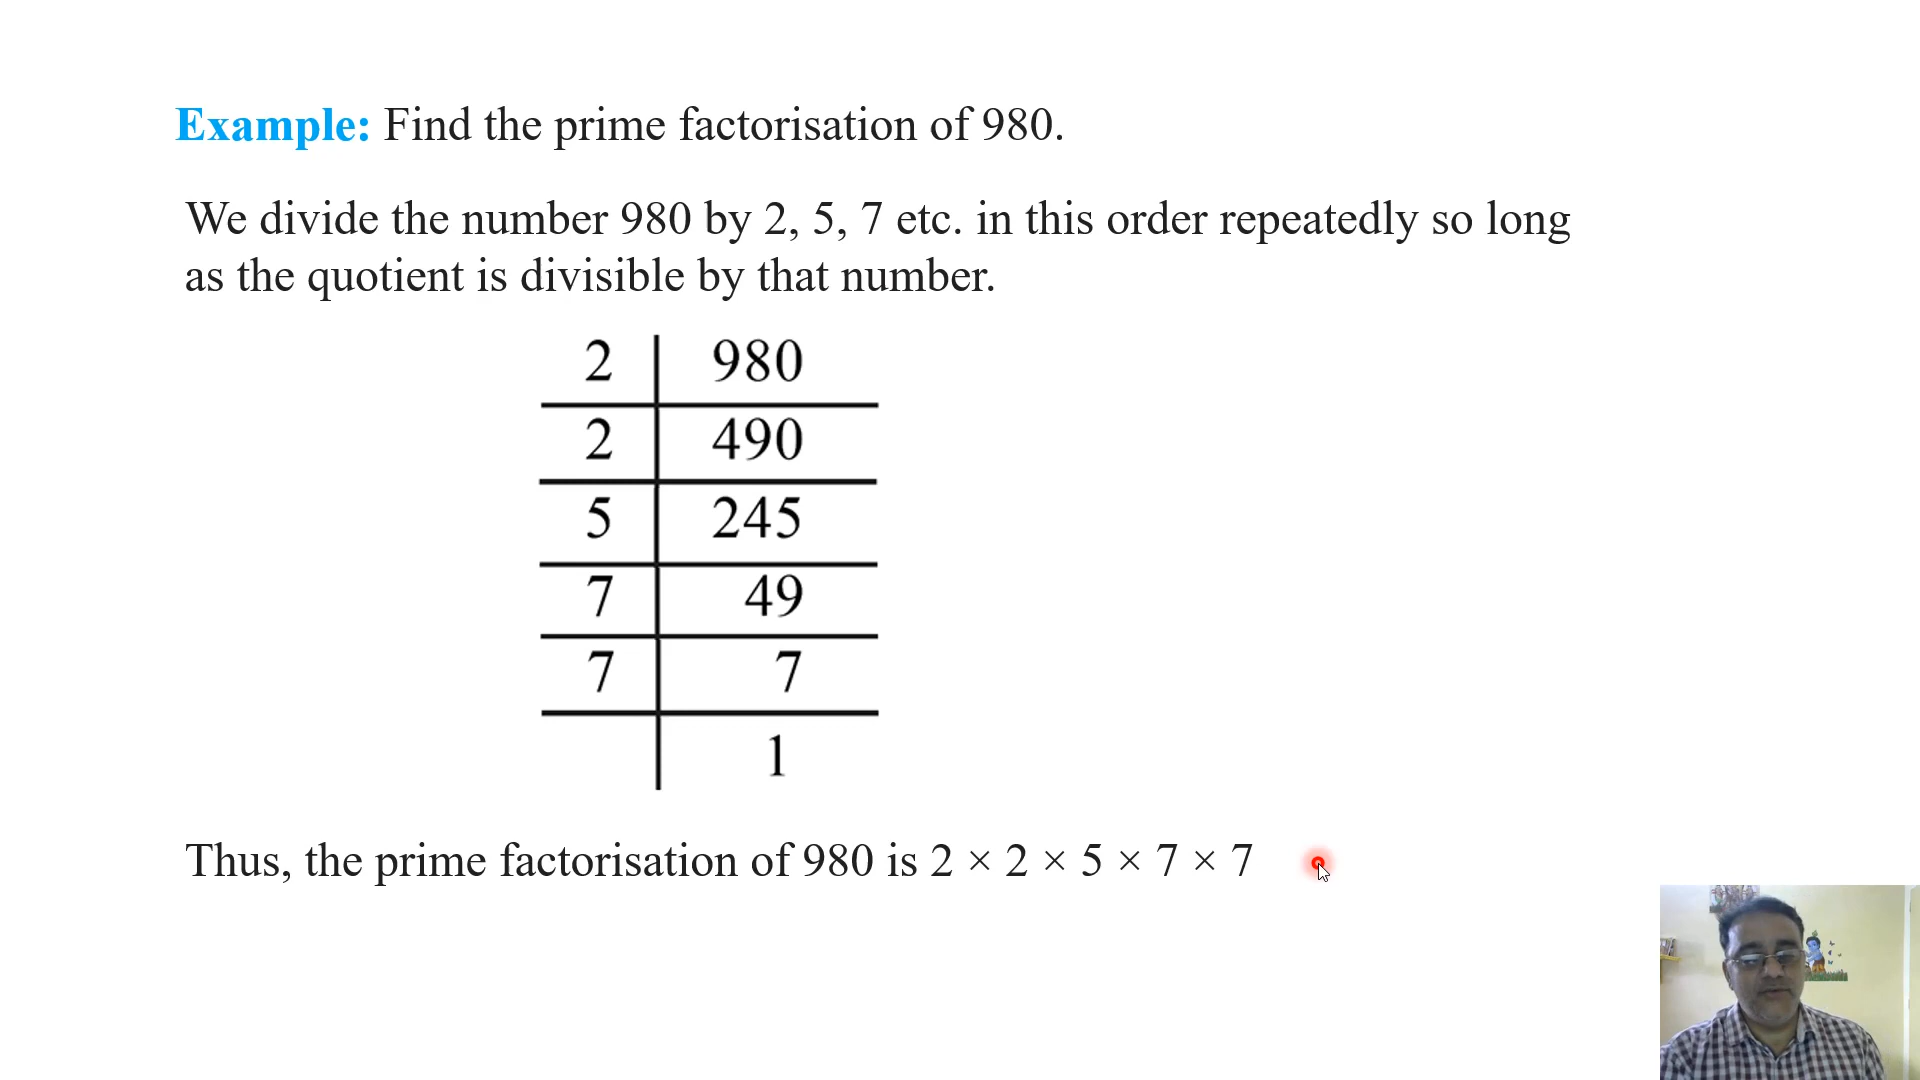 Example: Find the prime factorisation of 980.
We divide the number 980 by 2, 5, 7 etc. in this order repeatedly so long
as the quotient is divisible by that number.
2 980
2 490
5 245
7 49
7 7
1
Thus, the prime factorisation of 980 is 2 × 2 × 5 × 7 × 7